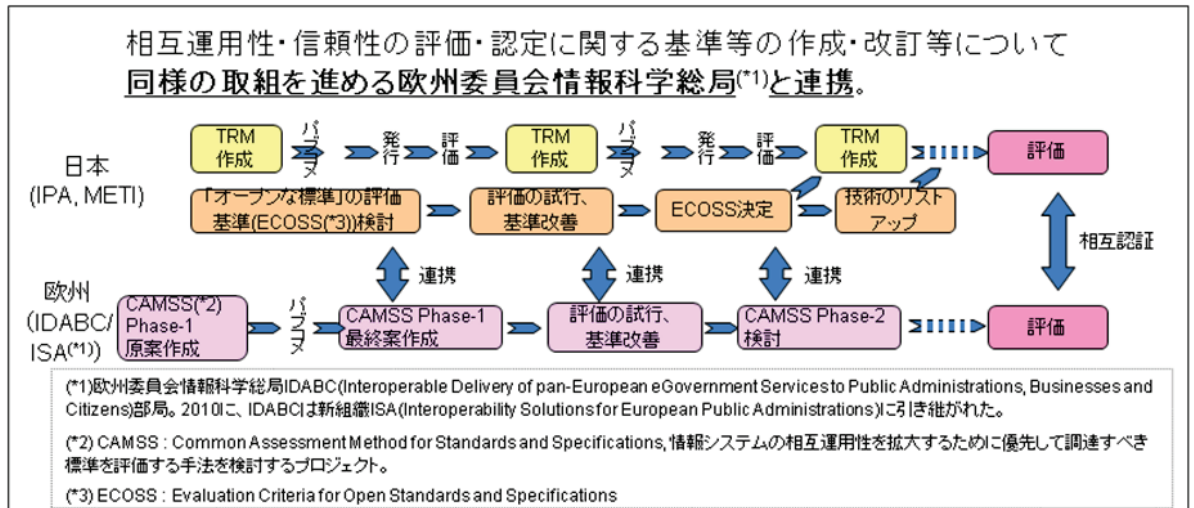 相互運用性・信頼性の評価・認定に関する基準等の作成・改訂等について
同様の取組を進める欧州委員会情報科学総局(*1)と連携。
日本
(IPA, METI)
TRM
作成
パブコメ
発行
評価
TRM
作成
パブコメ
発行
評価
TRM
作成
評価
「オープンな標準」の評価
基準(ECOSS(*3))検討
評価の試行、
基準改善
ECOSS決定
技術のリスト
アップ
連携
連携
連携
相互認証
欧州
(IDABC/
ISA(*1))
CAMSS(*2)
Phase-1
原案作成
パブコメ
CAMSS Phase-1
最終案作成
評価の試行、
基準改善
CAMSS Phase-2
検討
評価
(*1)欧州委員会情報科学総局IDABC(Interoperable Delivery of pan-European eGovernment Services to Public Administrations, Businesses and
Citizens)部局。2010に、IDABCは新組織ISA(Interoperability Solutions for European Public Administrations)に引き継がれた。
(*2) CAMSS : Common Assessment Method for Standards and Specifications,情報システムの相互運用性を拡大するために優先して調達すべき
標準を評価する手法を検討するプロジェクト。
(*3) ECOSS : Evaluation Criteria for Open Standards and Specifications